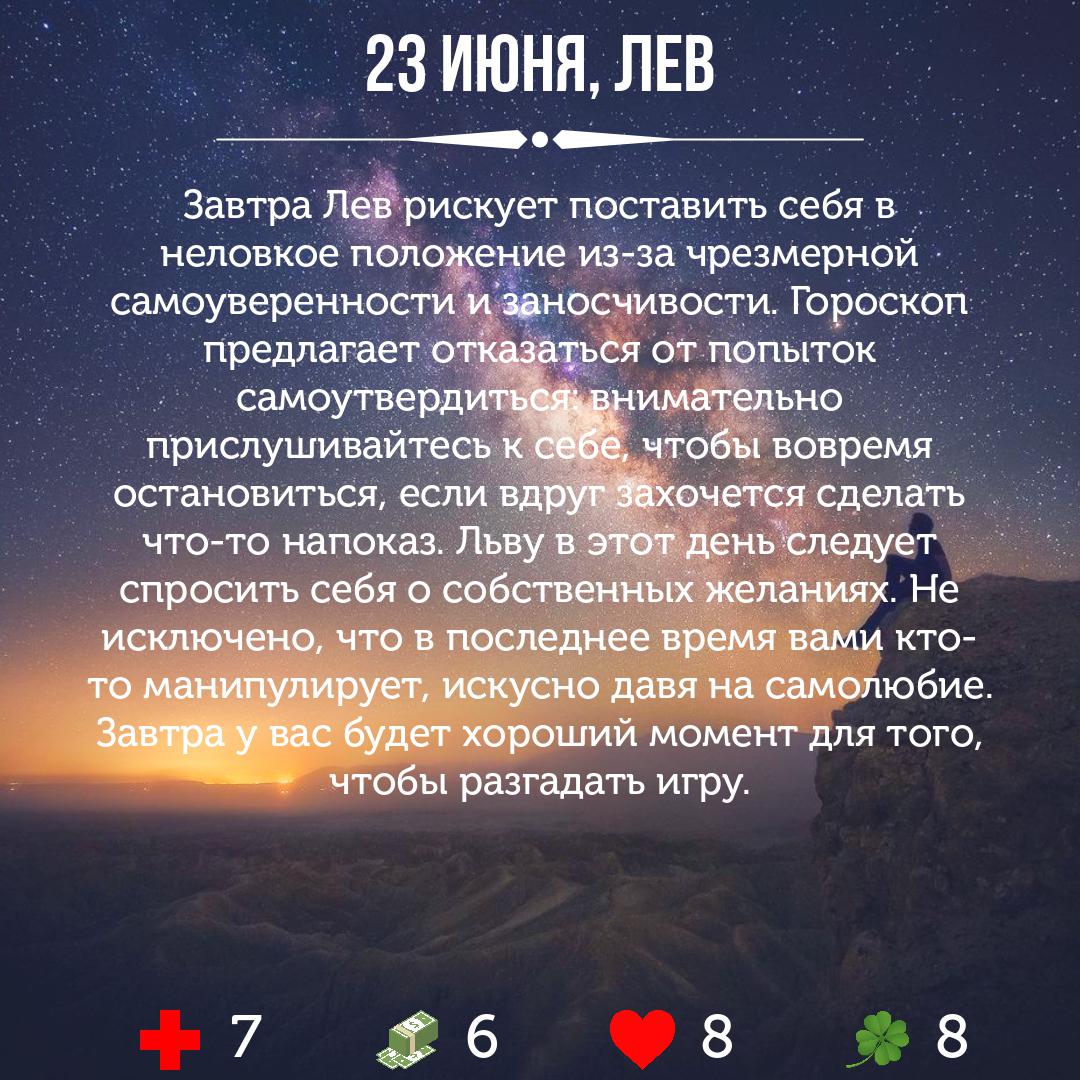 23 ИЮНЯ, ЛЕВ
Завтра Лев рискует поставить себя в
неловкое положение из-за чрезмерной
самоуверенности и заносчивости. Гороскоп
предлагает отказаться от попыток
самоутвердиться: внимательно
прислушивайтесь к себе, чтобы вовремя
остановиться, если вдруг захочется сделать
что-то напоказ. Льву в этот день следует
спросить себя о собственных желаниях. Не
исключено, что в последнее время вами кто-
то манипулирует, искусно давя на самолюбие.
Завтра у вас будет хороший момент для того,
чтобы разгадать игру.
7 6 8 8